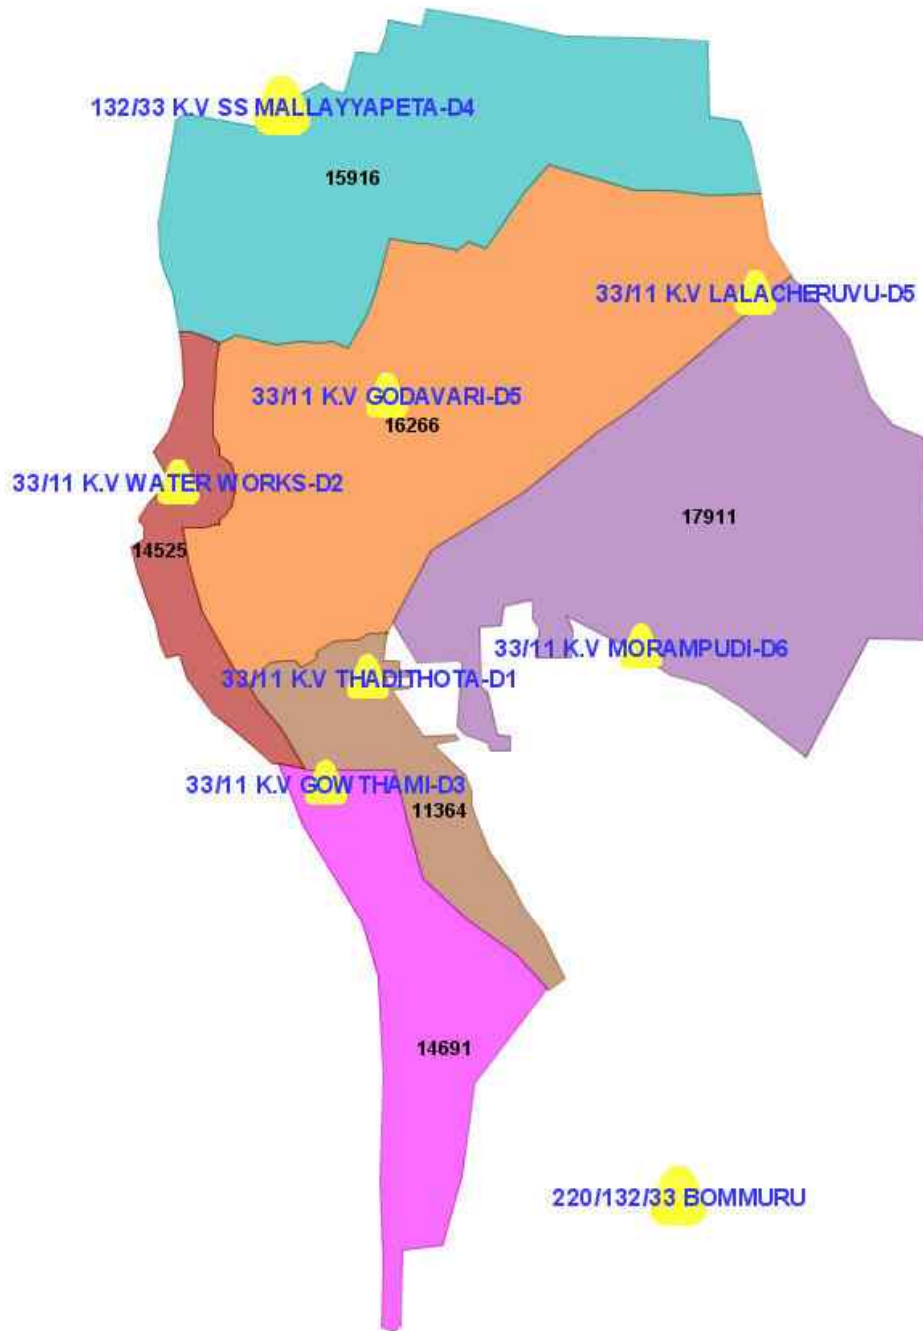 132/33 K.V SS MALLAYYAPETA-D4
15916
33/11 K.V LALACHERUVU-D5
33/11 K.V GODAVARI-D5
16266
33/11 K.V WATER WORKS-D2
17911
14525
33/11 K.V MORAMPUDI-D6
33/11 K.V THADITHOTA-D1
33/11 K.V GOWTHAMI-D3
11364
14691
220/132/33 BOMMURU